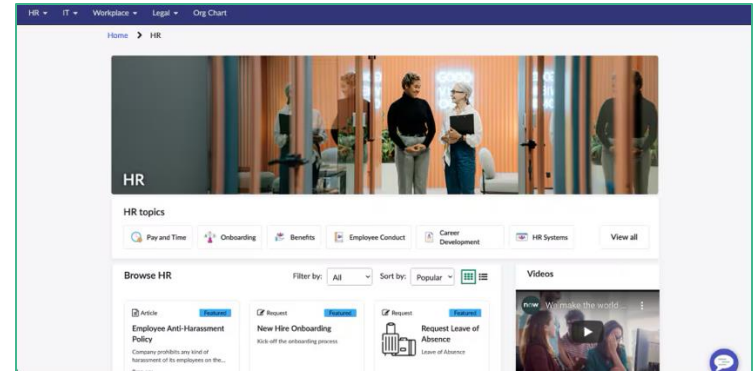 HR IT Workplace Legal Org Chart
Home > HR
HR
HR topics
Pay and Time Onboarding Benefits Employee Conduct Career Development HR Systems View all
Browse HR Filter by: All Sort by: Popular
Videos
Article Featured
Employee Anti-Harassment
Policy
Company prohibits any kind of
harassment of its employees on the...
Request Featured
New Hire Onboarding
Kick-off the onboarding process
Request Featured
Request Leave of
Absence
Leave of Absence
now We make the world ...